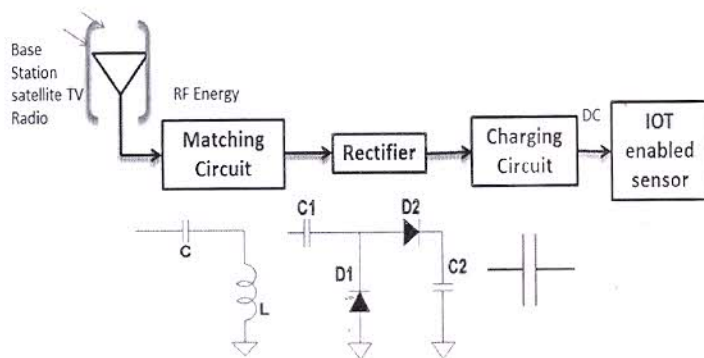 Base
Station
satellite TV
Radio
RF Energy
Matching
Circuit
Rectifier
Charging
Circuit
DC
IOT
enabled
sensor
C
L
C1
D1
D2
C2